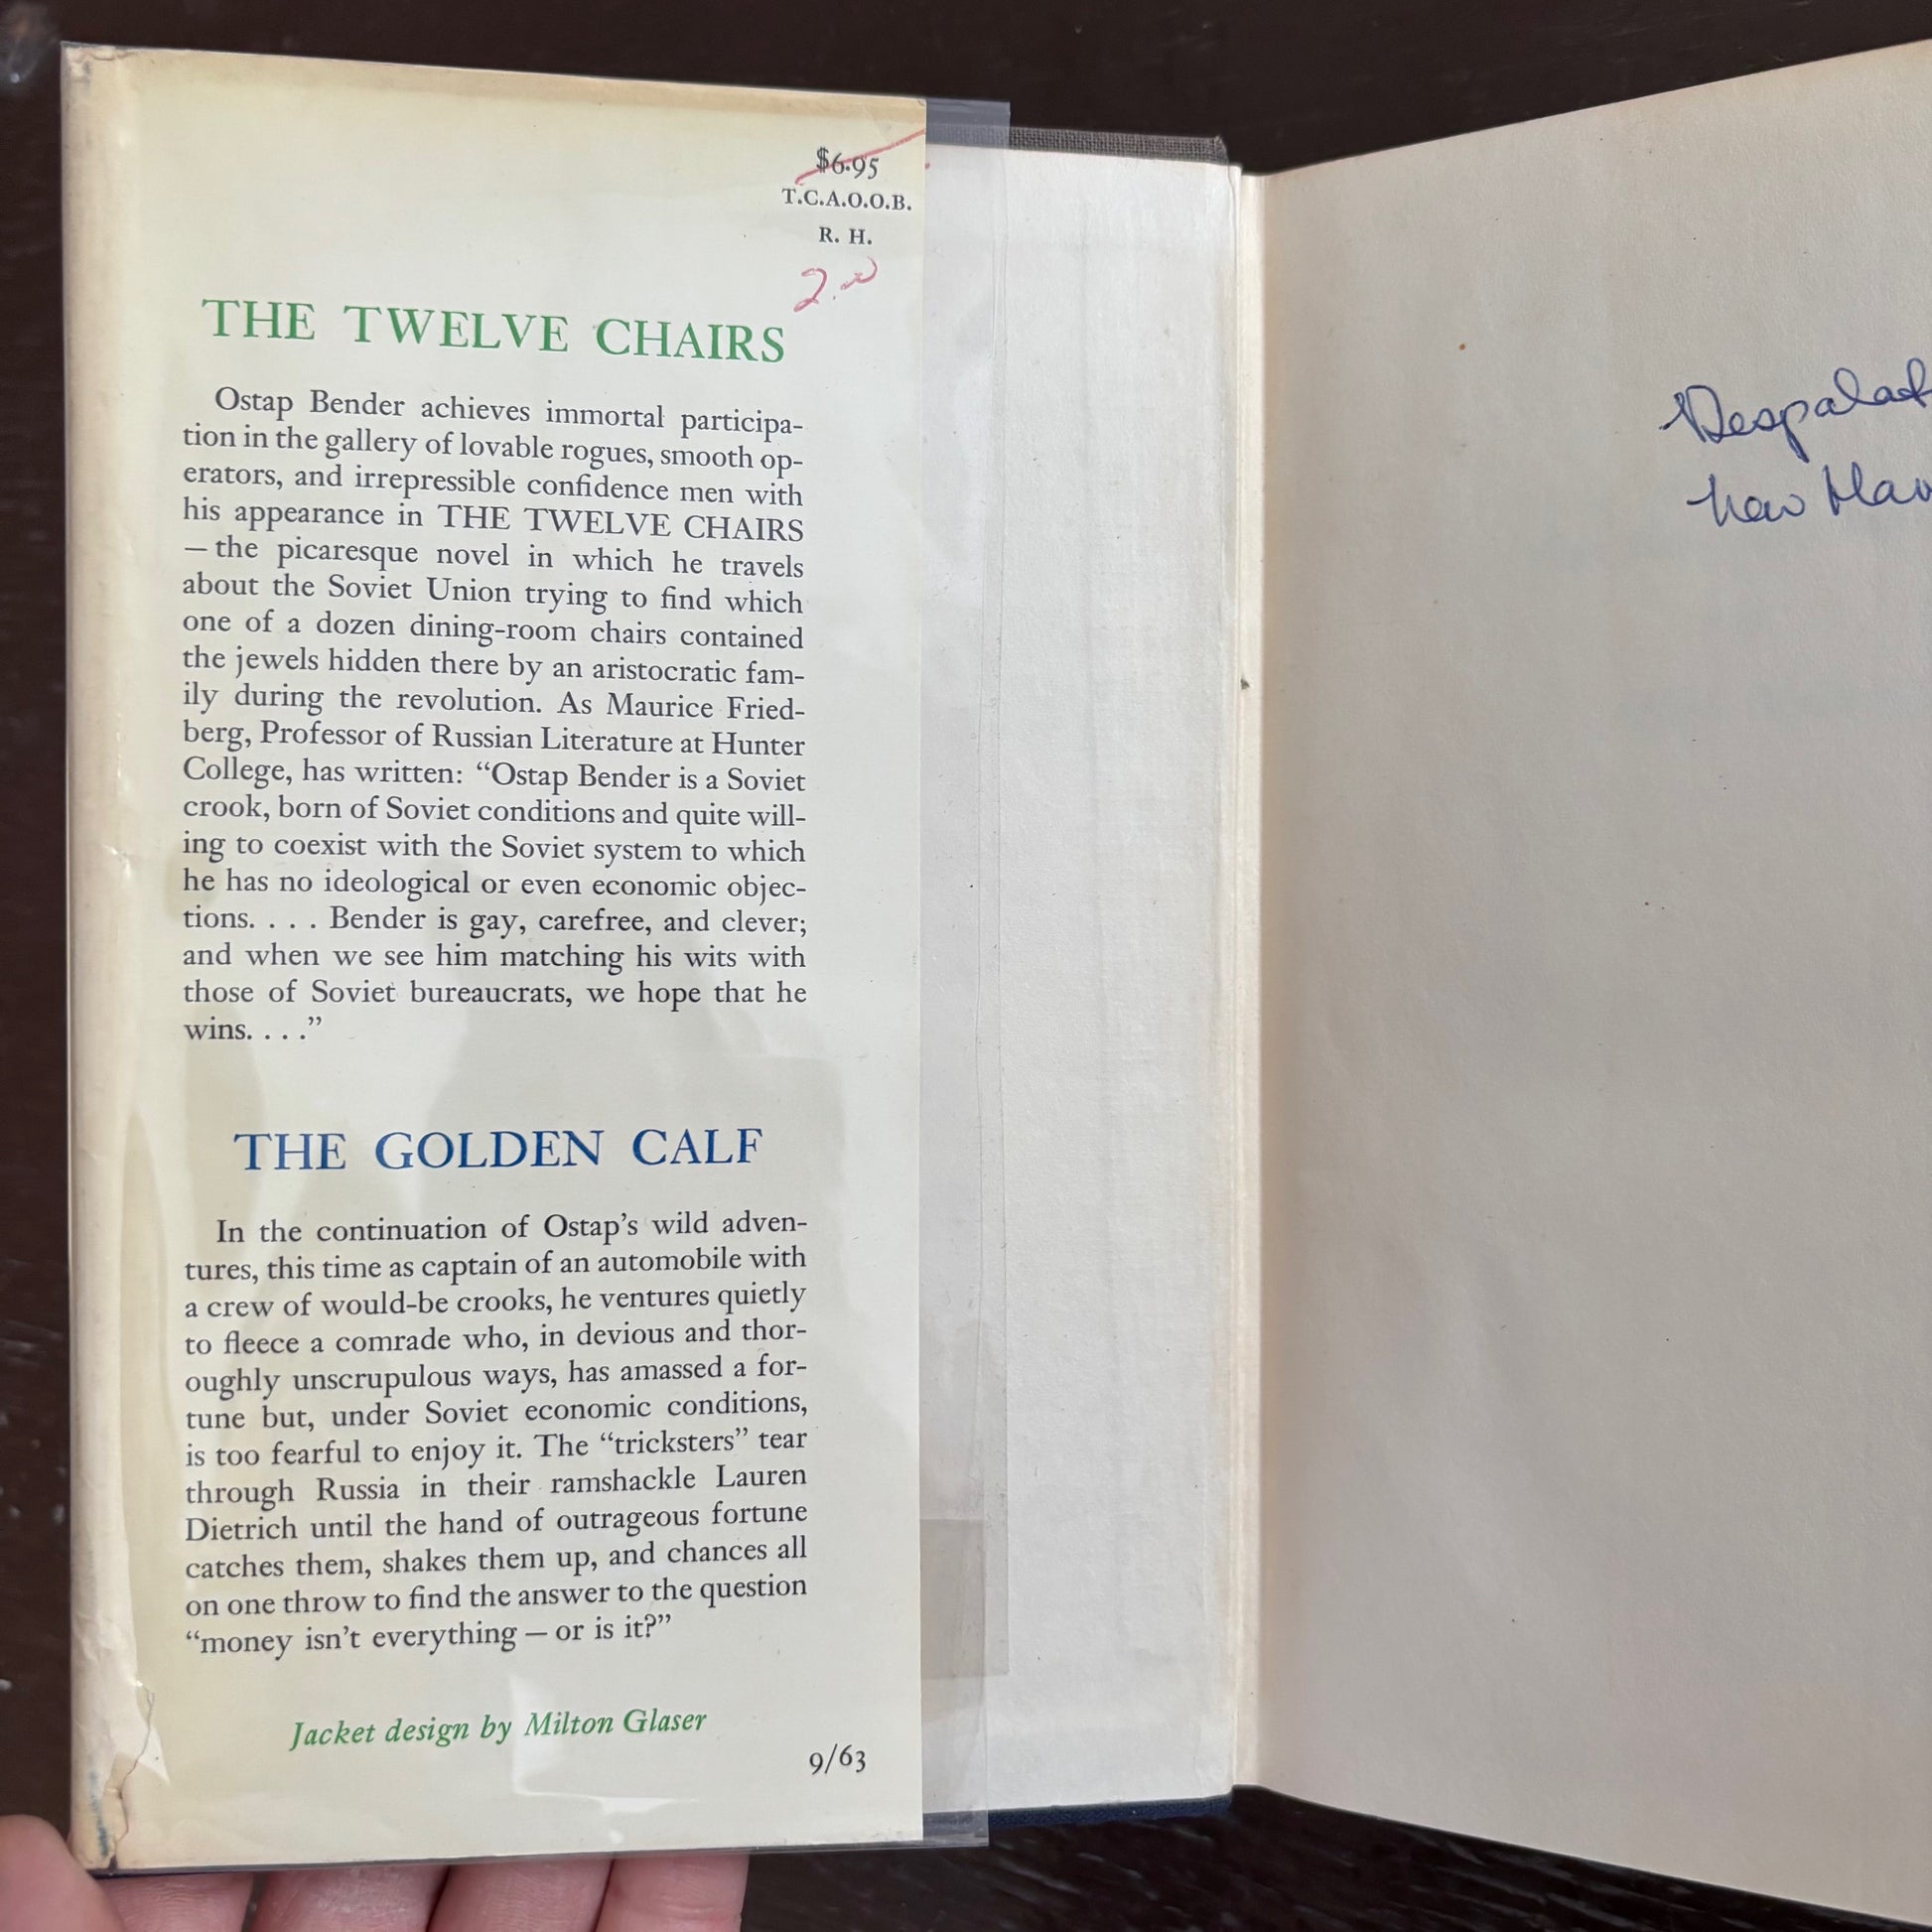 $6.95
T.C.A.O.O.B.
R. H.
2.00
THE TWELVE CHAIRS
Ostap Bender achieves immortal participa-
tion in the gallery of lovable rogues, smooth op-
erators, and irrepressible confidence men with
his appearance in THE TWELVE CHAIRS
— the picaresque novel in which he travels
about the Soviet Union trying to find which
one of a dozen dining-room chairs contained
the jewels hidden there by an aristocratic fam-
ily during the revolution. As Maurice Fried-
berg, Professor of Russian Literature at Hunter
College, has written: “Ostap Bender is a Soviet
crook, born of Soviet conditions and quite will-
ing to coexist with the Soviet system to which
he has no ideological or even economic objec-
tions. . . . Bender is gay, carefree, and clever;
and when we see him matching his wits with
those of Soviet bureaucrats, we hope that he
wins. . . .”
THE GOLDEN CALF
In the continuation of Ostap’s wild adven-
tures, this time as captain of an automobile with
a crew of would-be crooks, he ventures quietly
to fleece a comrade who, in devious and thor-
oughly unscrupulous ways, has amassed a for-
tune but, under Soviet economic conditions,
is too fearful to enjoy it. The “tricksters” tear
through Russia in their ramshackle Lauren
Dietrich until the hand of outrageous fortune
catches them, shakes them up, and chances all
on one throw to find the answer to the question
“money isn’t everything — or is it?”
Jacket design by Milton Glaser
9/63
New